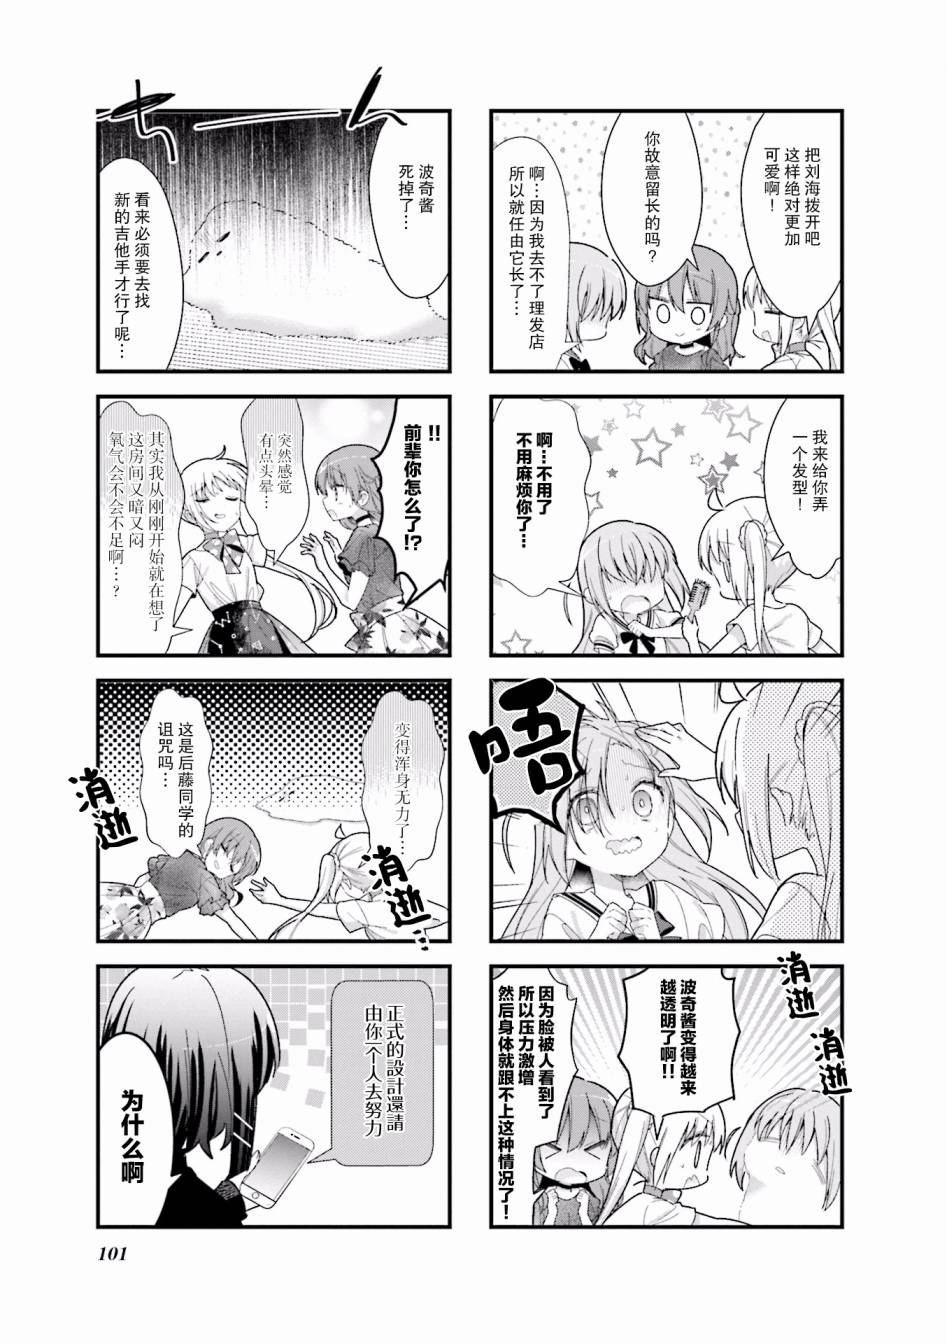 把刘海拨开吧
这样绝对更加
可爱啊！
你故意留长的吗？
啊…因为我去不了理发店
所以就任由它长了…
我来给你弄
一个发型！
啊…不用了
不用麻烦你了…
唔
消逝
消逝
波奇酱变得越来
越透明了啊!!
因为脸被人看到了
所以压力激增
然后身体就跟不上这种情况了！
ちーん
波奇酱
死掉了…
看来必须要去找
新的吉他手才行了呢…
!!
前辈你怎么了!?
突然感觉
有点头晕…
其实我从刚刚开始就在想了
这房间又暗又闷
氧气会不会不足啊…？
变得浑身无力了…
这是后藤同学的
诅咒吗…
消逝
消逝…
正式的設計還請
由你一个人去努力
为什么啊
101